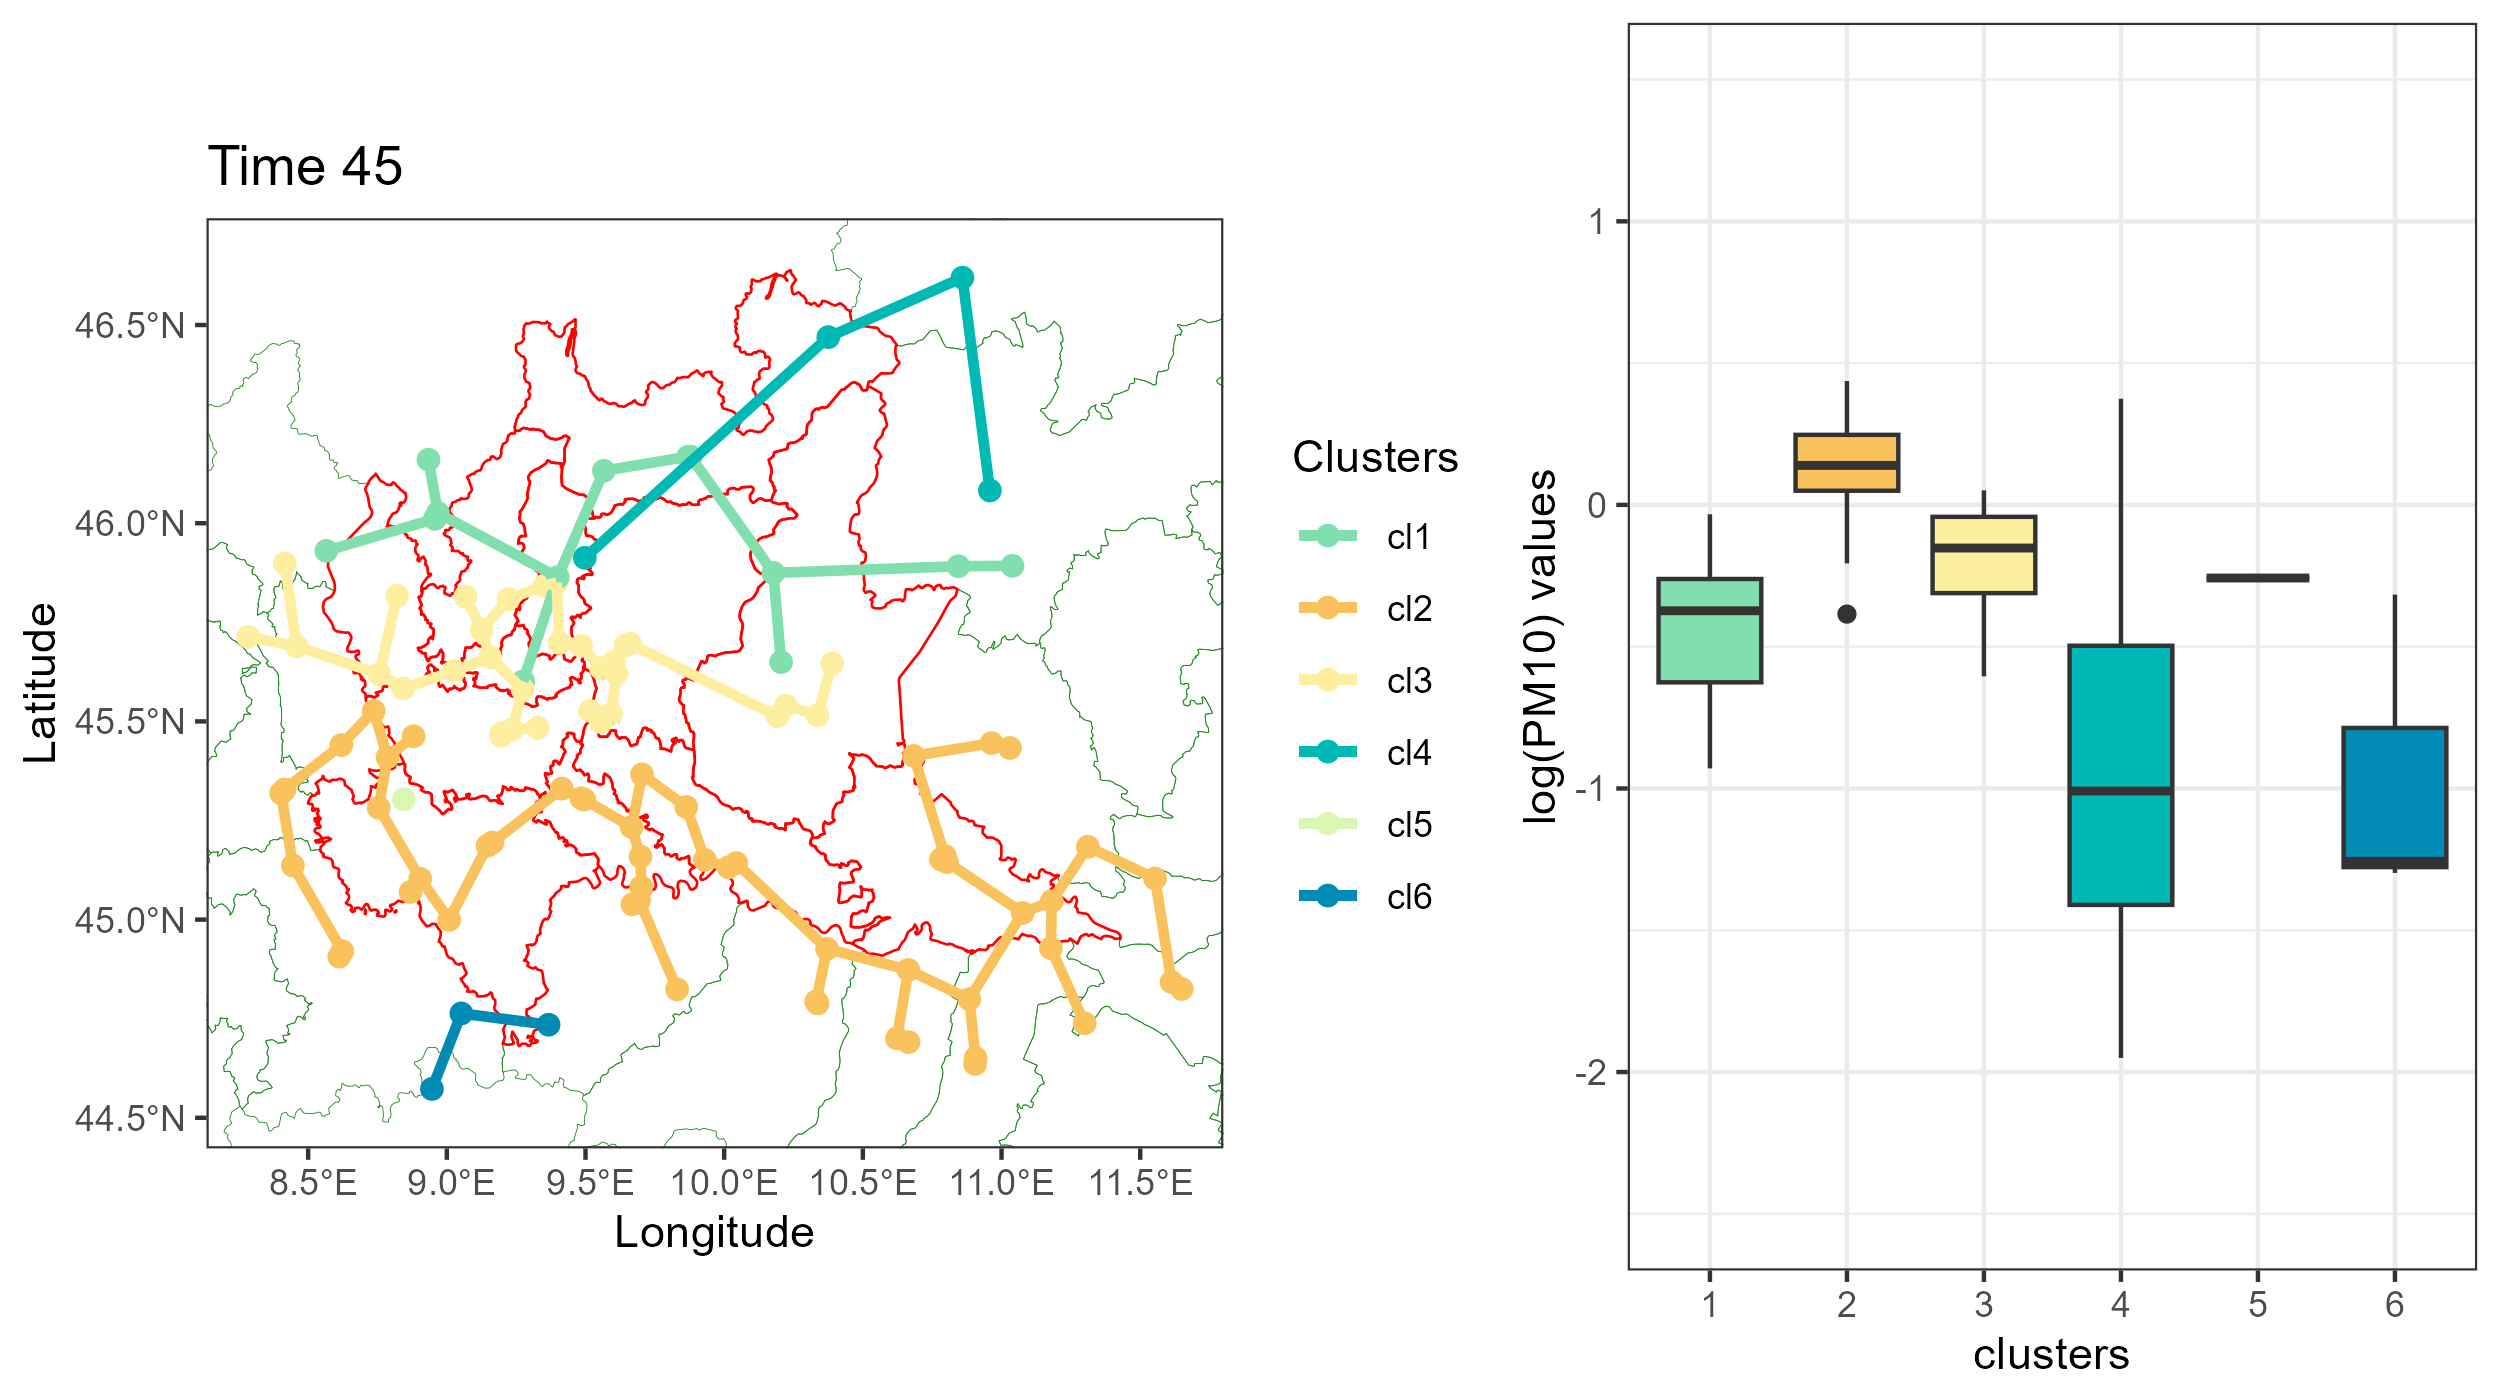 Time 45
Latitude
46.5°N
46.0°N
45.5°N
45.0°N
44.5°N
8.5°E 9.0°E 9.5°E 10.0°E 10.5°E 11.0°E 11.5°E
Longitude
Clusters
cl1
cl2
cl3
cl4
cl5
cl6
log(PM10) values
1
0
-1
-2
1 2 3 4 5 6
clusters